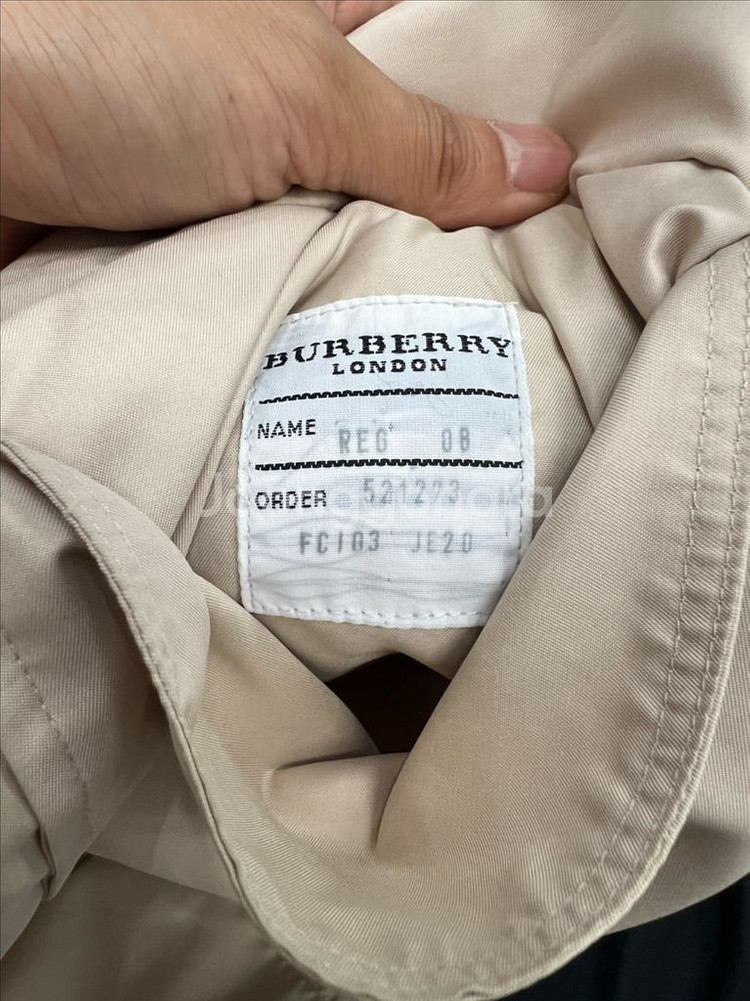 BURBERRY
LONDON
NAME REG 08
ORDER 521273
FC103 JE20